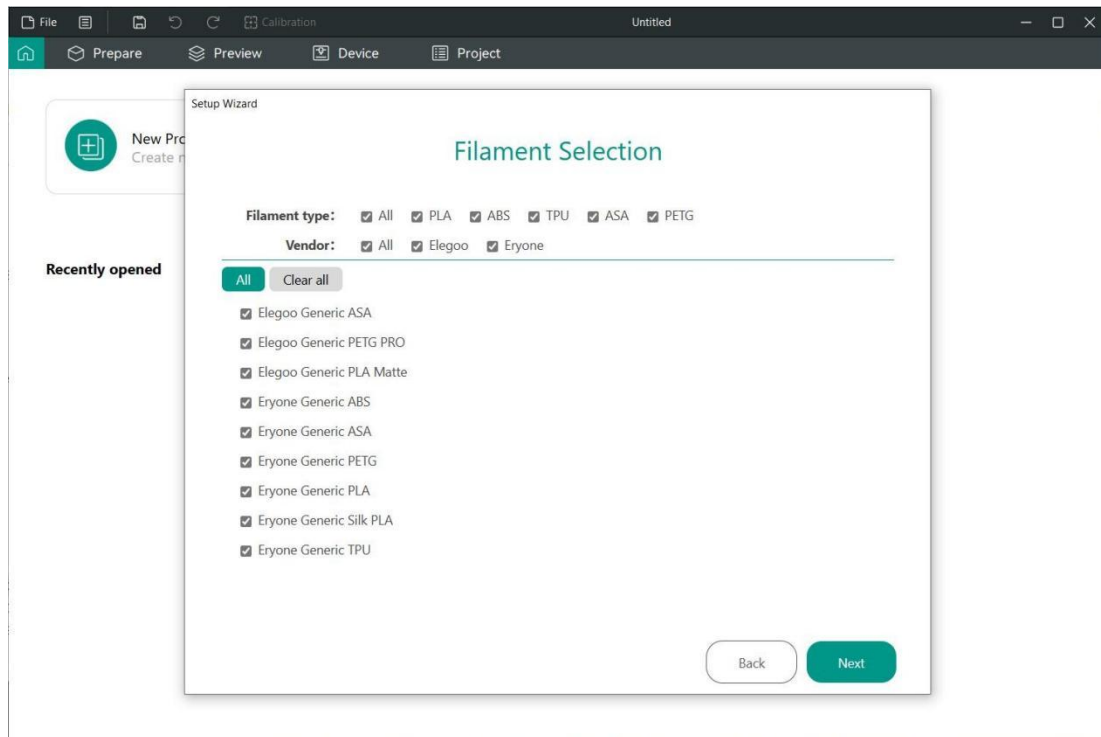 File Calibration Untitled
Prepare Preview Device Project
Setup Wizard
New Pro
Create n
Filament Selection
Filament type: All PLA ABS TPU ASA PETG
Vendor: All Elegoo Eryone
Recently opened
All Clear all
Elegoo Generic ASA
Elegoo Generic PETG PRO
Elegoo Generic PLA Matte
Eryone Generic ABS
Eryone Generic ASA
Eryone Generic PETG
Eryone Generic PLA
Eryone Generic Silk PLA
Eryone Generic TPU
Back Next